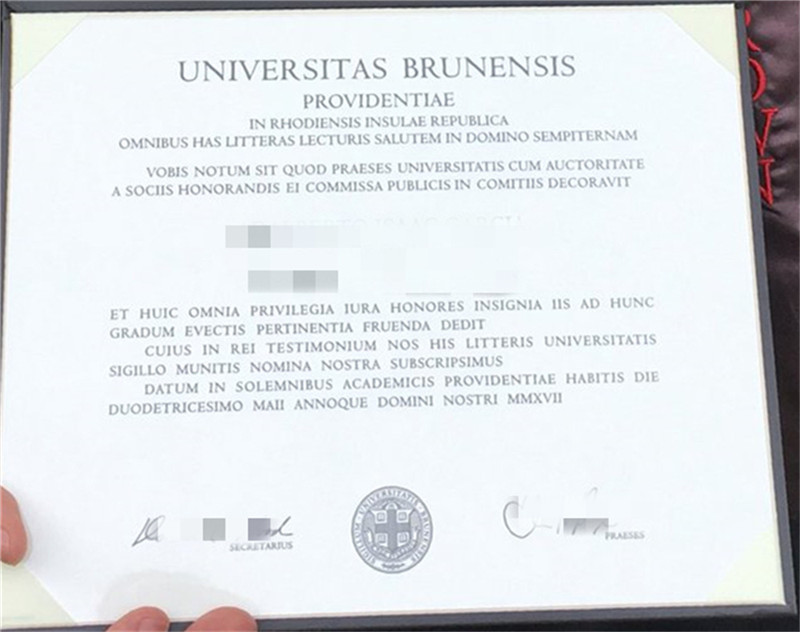 UNIVERSITAS BRUNENSIS
PROVIDENTIAE
IN RHODIENSIS INSULAE REPUBLICA
OMNIBUS HAS LITTERAS LECTURIS SALUTEM IN DOMINO SEMPITERNAM
VOBIS NOTUM SIT QUOD PRAESES UNIVERSITATIS CUM AUCTORITATE
A SOCIIS HONORANDIS EI COMMISSA PUBLICIS IN COMITIIS DECORAVIT
ET HUIC OMNIA PRIVILEGIA IURA HONORES INSIGNIA IIS AD HUNC
GRADUM EVECTIS PERTINENTIA FRUENDA DEDIT
CUIUS IN REI TESTIMONIUM NOS HIS LITTERIS UNIVERSITATIS
SIGILLO MUNITIS NOMINA NOSTRA SUBSCRIPSIMUS
DATUM IN SOLEMNIBUS ACADEMICIS PROVIDENTIAE HABITIS DIE
DUODETRICESIMO MAII ANNOQUE DOMINI NOSTRI MMXVII
SECRETARIUS
SIGILLUM UNIVERSITATIS BRUNENSIS
PRAESES